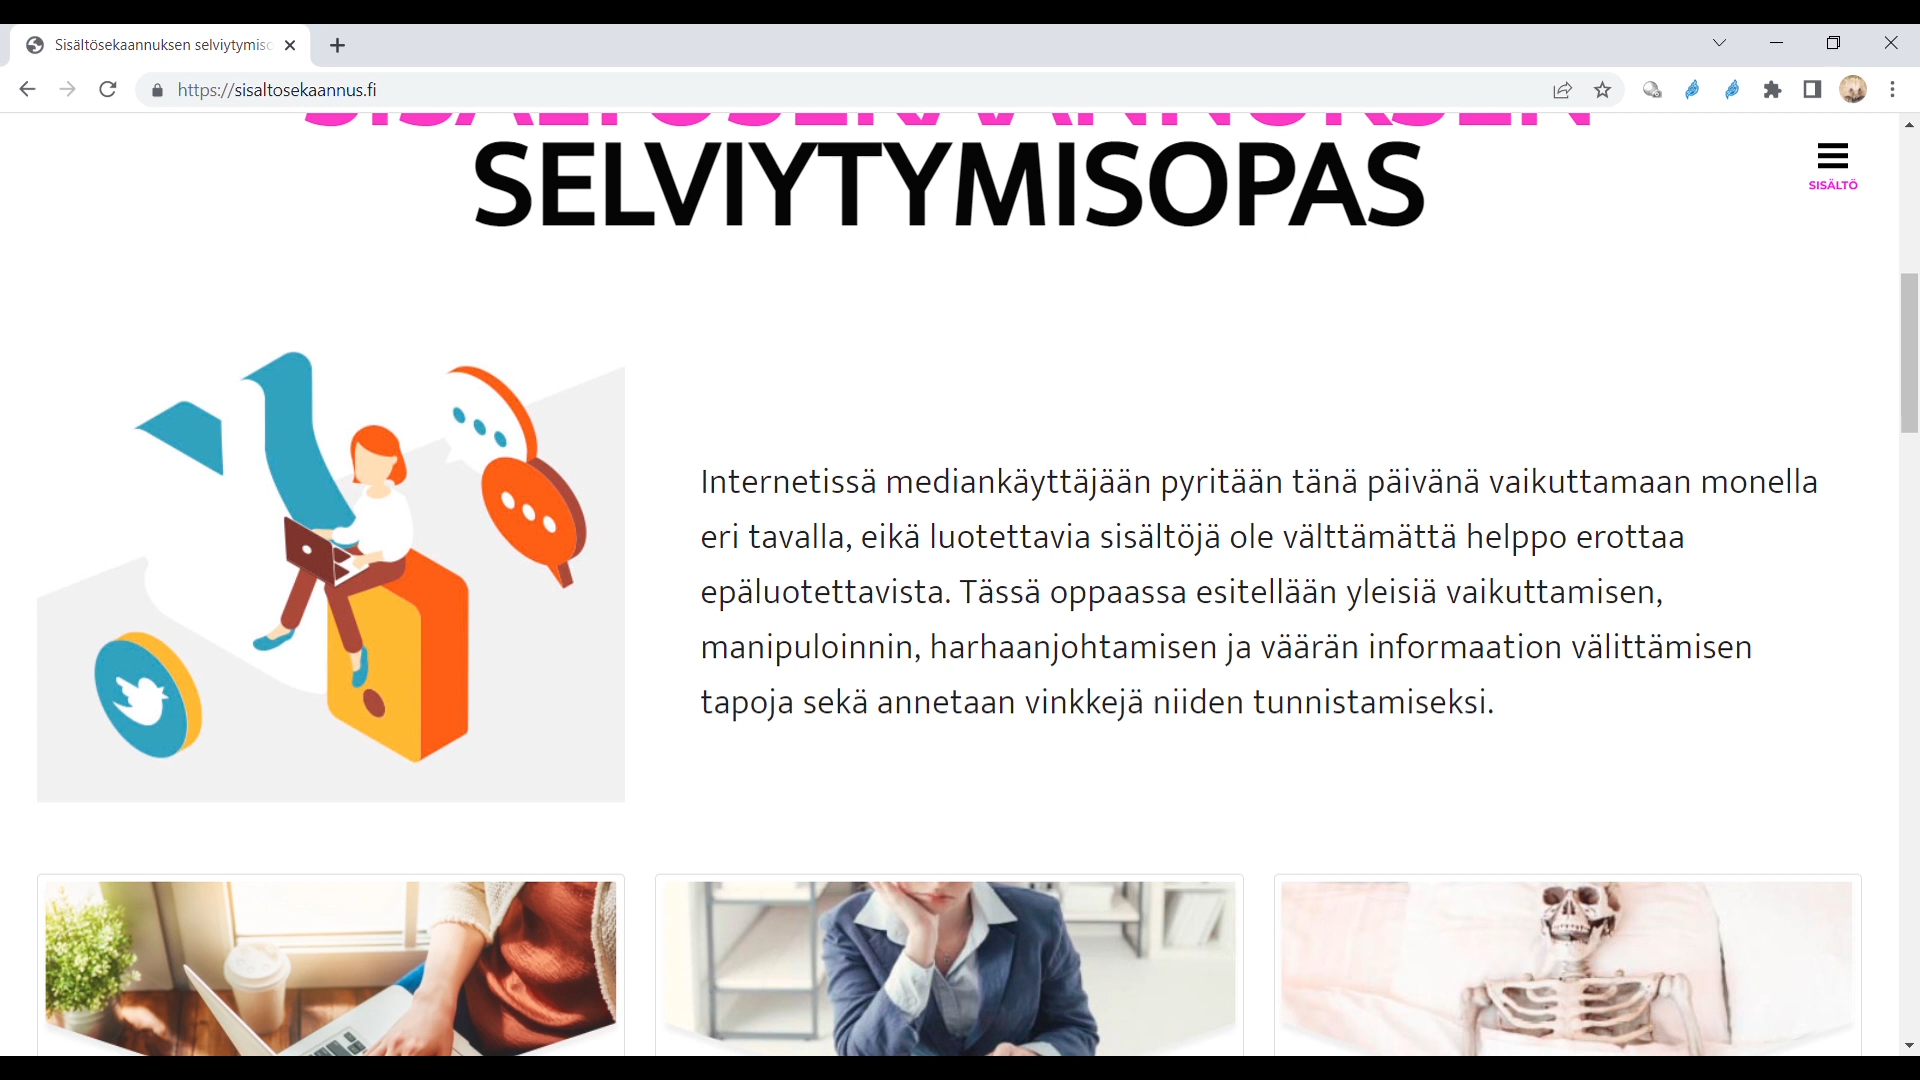 Sisältösekaannuksen selviytymiso
https://sisaltosekaannus.fi
SISÄLTÖSEKAANNUKSEN
SELVIYTYMISOPAS
SISÄLTÖ
Internetissä mediankäyttäjään pyritään tänä päivänä vaikuttamaan monella
eri tavalla, eikä luotettavia sisältöjä ole välttämättä helppo erottaa
epäluotettavista. Tässä oppaassa esitellään yleisiä vaikuttamisen,
manipuloinnin, harhaanjohtamisen ja väärän informaation välittämisen
tapoja sekä annetaan vinkkejä niiden tunnistamiseksi.